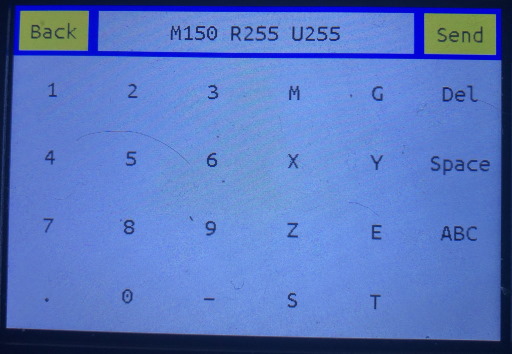 Back M150 R255 U255 Send
1 2 3 M G Del
4 5 6 X Y Space
7 8 9 Z E ABC
. 0 - S T